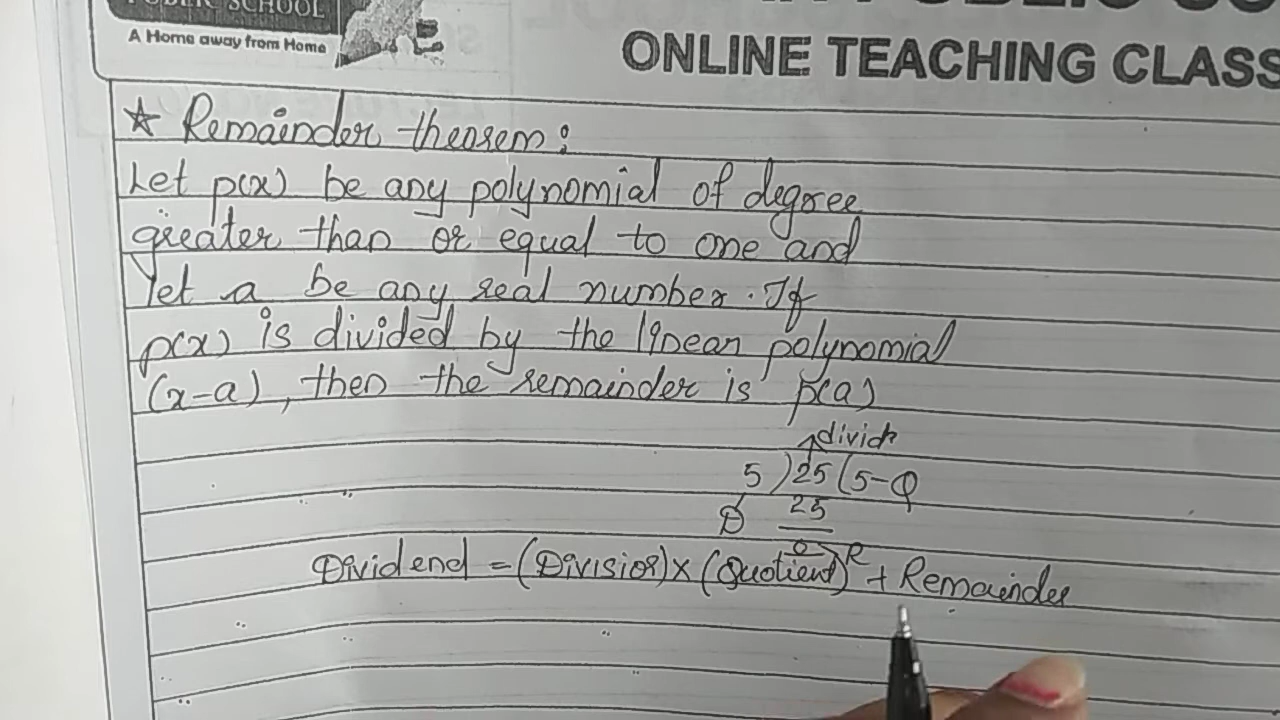 SCHOOL
A Home away from Home
ONLINE TEACHING CLASS
☆ Remainder theorem:
Let p(x) be any polynomial of degree
greater than or equal to one and
let a be any real number. If
p(x) is divided by the linear polynomial
(x-a), then the remainder is p(a)
divide
5)25(5-Q
D 25
0 R
Dividend = (Divisior)×(Quotient) + Remainder